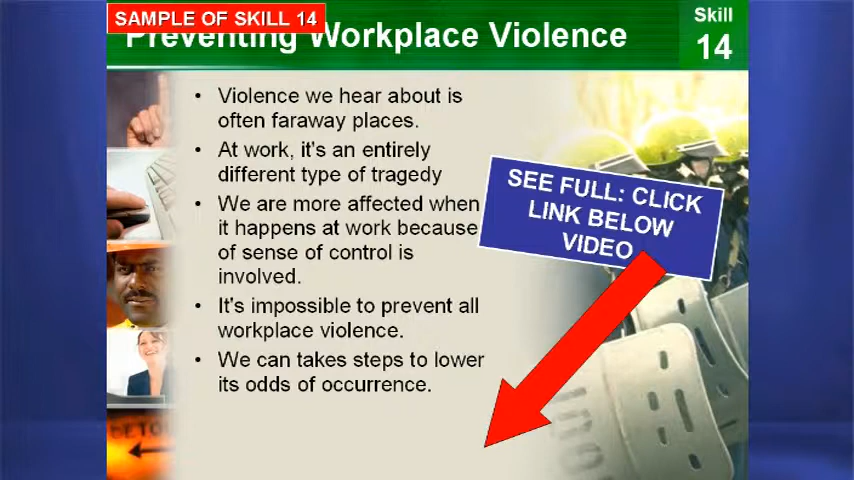 SAMPLE OF SKILL 14
Preventing Workplace Violence
Skill
14
• Violence we hear about is
often faraway places.
• At work, it's an entirely
different type of tragedy
• We are more affected when
it happens at work because
of sense of control is
involved.
• It's impossible to prevent all
workplace violence.
• We can takes steps to lower
its odds of occurrence.
SEE FULL: CLICK
LINK BELOW
VIDEO